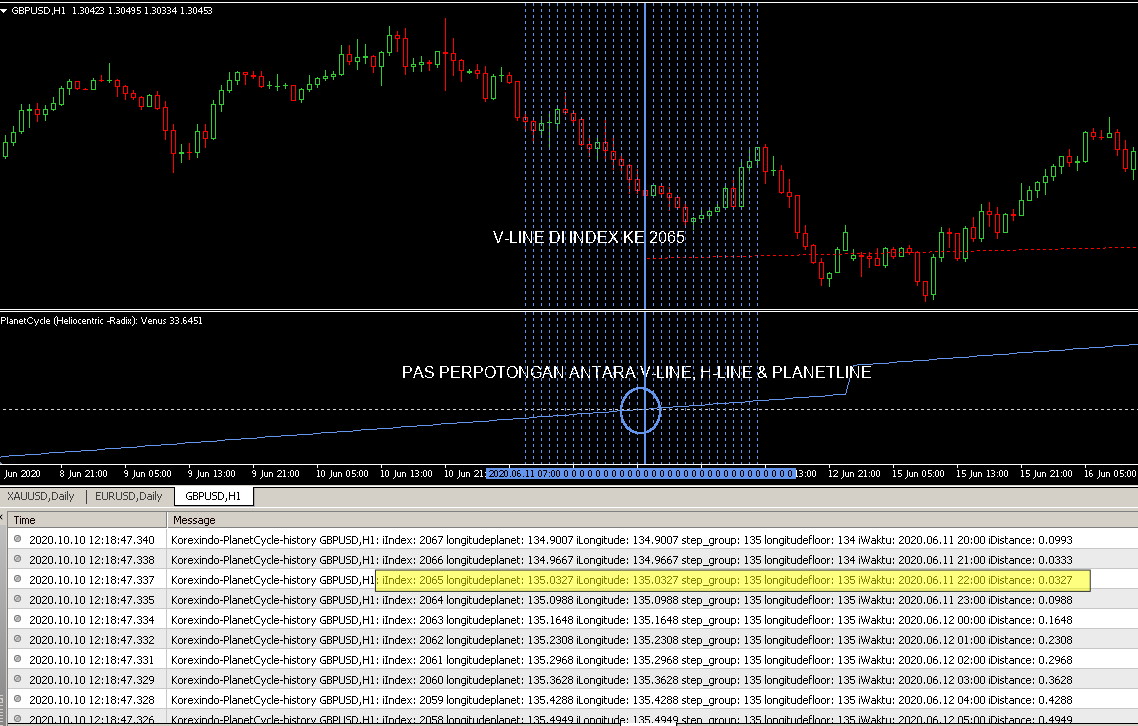 GBPUSD,H1 1.30423 1.30495 1.30334 1.30453
V-LINE DI INDEX KE 2065
PlanetCycle (Heliocentric -Radix): Venus 33.6451
PAS PERPOTONGAN ANTARA V-LINE, H-LINE & PLANETLINE
Jun 2020 8 Jun 21:00 9 Jun 05:00 9 Jun 13:00 9 Jun 21:00 10 Jun 05:00 10 Jun 13:00 10 Jun 21: 2020.06.11 07:00 0 0 0 0 0 0 0 0 0 0 0 0 0 0 0 0 0 0 0 0 0 0 0 0 0 0 0 0 0 13:00 12 Jun 21:00 15 Jun 05:00 15 Jun 13:00 15 Jun 21:00 16 Jun 05:00
XAUUSD,Daily | EURUSD,Daily GBPUSD,H1
Time Message
2020.10.10 12:18:47.340 Korexindo-PlanetCycle-history GBPUSD,H1: iIndex: 2067 longitudeplanet: 134.9007 iLongitude: 134.9007 step_group: 135 longitudefloor: 134 iWaktu: 2020.06.11 20:00 iDistance: 0.0993
2020.10.10 12:18:47.338 Korexindo-PlanetCycle-history GBPUSD,H1: iIndex: 2066 longitudeplanet: 134.9667 iLongitude: 134.9667 step_group: 135 longitudefloor: 134 iWaktu: 2020.06.11 21:00 iDistance: 0.0333
2020.10.10 12:18:47.337 Korexindo-PlanetCycle-history GBPUSD,H1: iIndex: 2065 longitudeplanet: 135.0327 iLongitude: 135.0327 step_group: 135 longitudefloor: 135 iWaktu: 2020.06.11 22:00 iDistance: 0.0327
2020.10.10 12:18:47.335 Korexindo-PlanetCycle-history GBPUSD,H1: iIndex: 2064 longitudeplanet: 135.0988 iLongitude: 135.0988 step_group: 135 longitudefloor: 135 iWaktu: 2020.06.11 23:00 iDistance: 0.0988
2020.10.10 12:18:47.334 Korexindo-PlanetCycle-history GBPUSD,H1: iIndex: 2063 longitudeplanet: 135.1648 iLongitude: 135.1648 step_group: 135 longitudefloor: 135 iWaktu: 2020.06.12 00:00 iDistance: 0.1648
2020.10.10 12:18:47.332 Korexindo-PlanetCycle-history GBPUSD,H1: iIndex: 2062 longitudeplanet: 135.2308 iLongitude: 135.2308 step_group: 135 longitudefloor: 135 iWaktu: 2020.06.12 01:00 iDistance: 0.2308
2020.10.10 12:18:47.331 Korexindo-PlanetCycle-history GBPUSD,H1: iIndex: 2061 longitudeplanet: 135.2968 iLongitude: 135.2968 step_group: 135 longitudefloor: 135 iWaktu: 2020.06.12 02:00 iDistance: 0.2968
2020.10.10 12:18:47.329 Korexindo-PlanetCycle-history GBPUSD,H1: iIndex: 2060 longitudeplanet: 135.3628 iLongitude: 135.3628 step_group: 135 longitudefloor: 135 iWaktu: 2020.06.12 03:00 iDistance: 0.3628
2020.10.10 12:18:47.328 Korexindo-PlanetCycle-history GBPUSD,H1: iIndex: 2059 longitudeplanet: 135.4288 iLongitude: 135.4288 step_group: 135 longitudefloor: 135 iWaktu: 2020.06.12 04:00 iDistance: 0.4288
2020.10.10 12:18:47.326 Korexindo-PlanetCycle-history GBPUSD,H1: iIndex: 2058 longitudeplanet: 135.4949 iLongitude: 135.4949 step_group: 135 longitudefloor: 135 iWaktu: 2020.06.12 05:00 iDistance: 0.4949